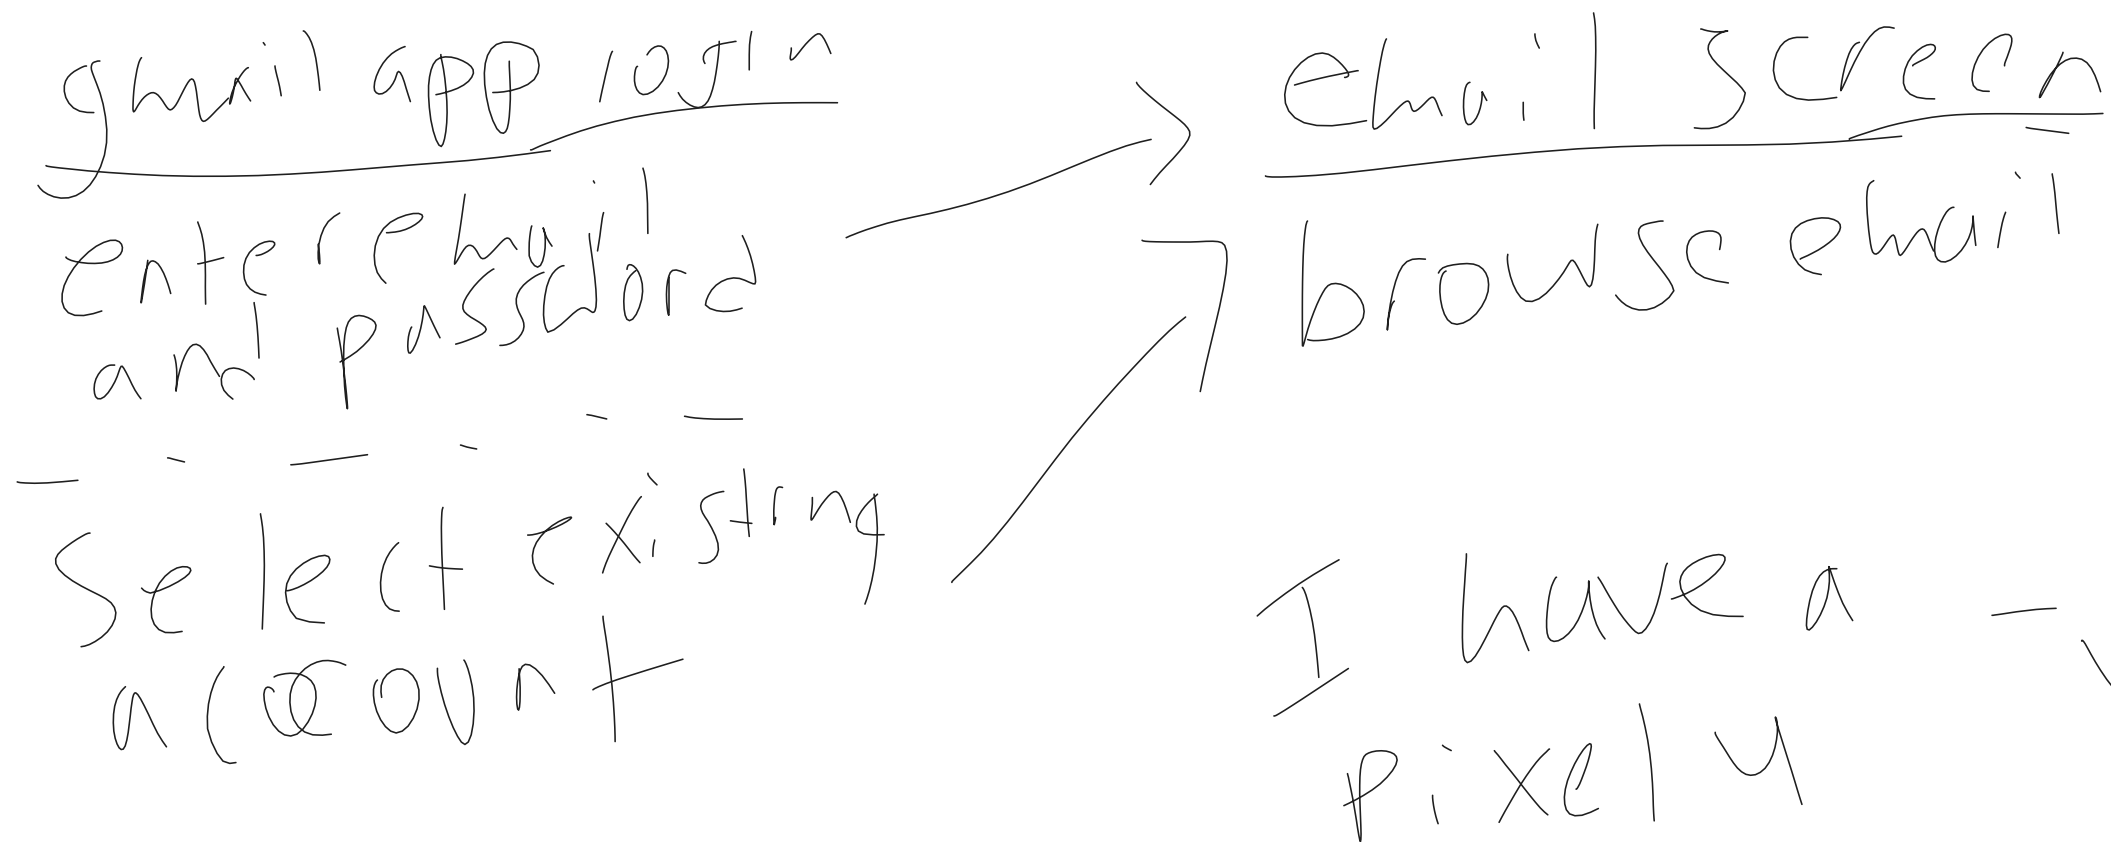 gmail app login
enter email
and password
select existing
account
email screen
browse email
I have a
pixel 4